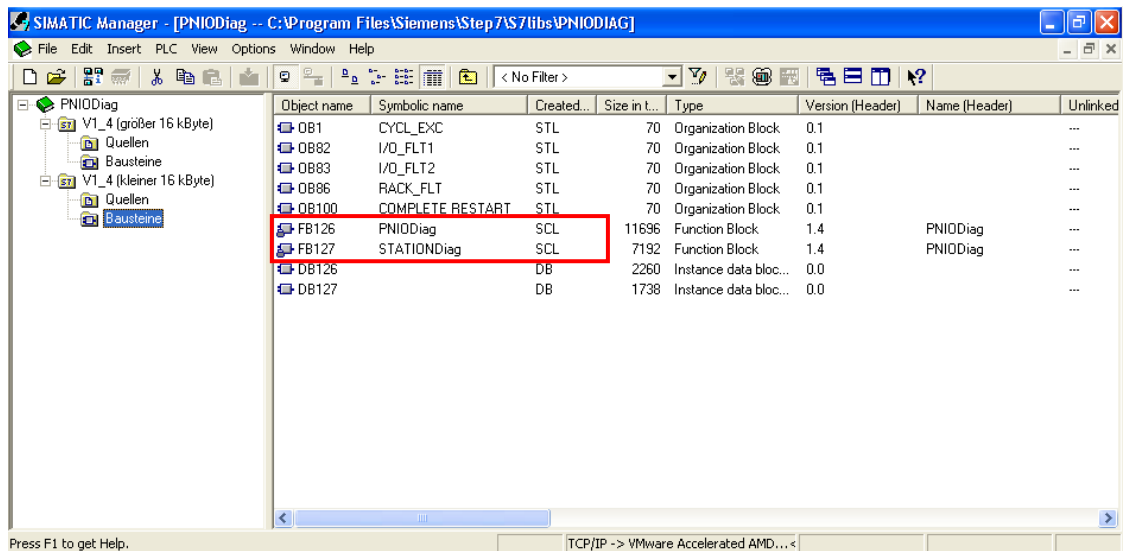 SIMATIC Manager - [PNIODiag -- C:\Program Files\Siemens\Step7\S7libs\PNIODIAG]
File Edit Insert PLC View Options Window Help
< No Filter >
PNIODiag
V1_4 (größer 16 kByte)
Quellen
Bausteine
V1_4 (kleiner 16 kByte)
Quellen
Bausteine
Object name Symbolic name Created... Size in t... Type Version (Header) Name (Header) Unlinked
OB1 CYCL_EXC STL 70 Organization Block 0.1 ---
OB82 I/O_FLT1 STL 70 Organization Block 0.1 ---
OB83 I/O_FLT2 STL 70 Organization Block 0.1 ---
OB86 RACK_FLT STL 70 Organization Block 0.1 ---
OB100 COMPLETE RESTART STL 70 Organization Block 0.1 ---
FB126 PNIODiag SCL 11696 Function Block 1.4 PNIODiag ---
FB127 STATIONDiag SCL 7192 Function Block 1.4 PNIODiag ---
DB126 DB 2260 Instance data bloc... 0.0 ---
DB127 DB 1738 Instance data bloc... 0.0 ---
Press F1 to get Help. TCP/IP -> VMware Accelerated AMD...<